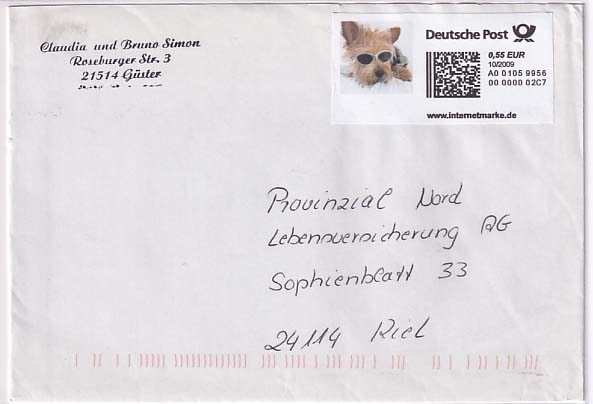 Claudia und Bruno Simon
Roseburger Str. 3
21514 Güster
Deutsche Post
0,55 EUR
10/2009
A0 0105 9956
00 0000 02C7
www.internetmarke.de
Provinzial Nord
Lebensversicherung AG
Sophienblatt 33
24114 Kiel